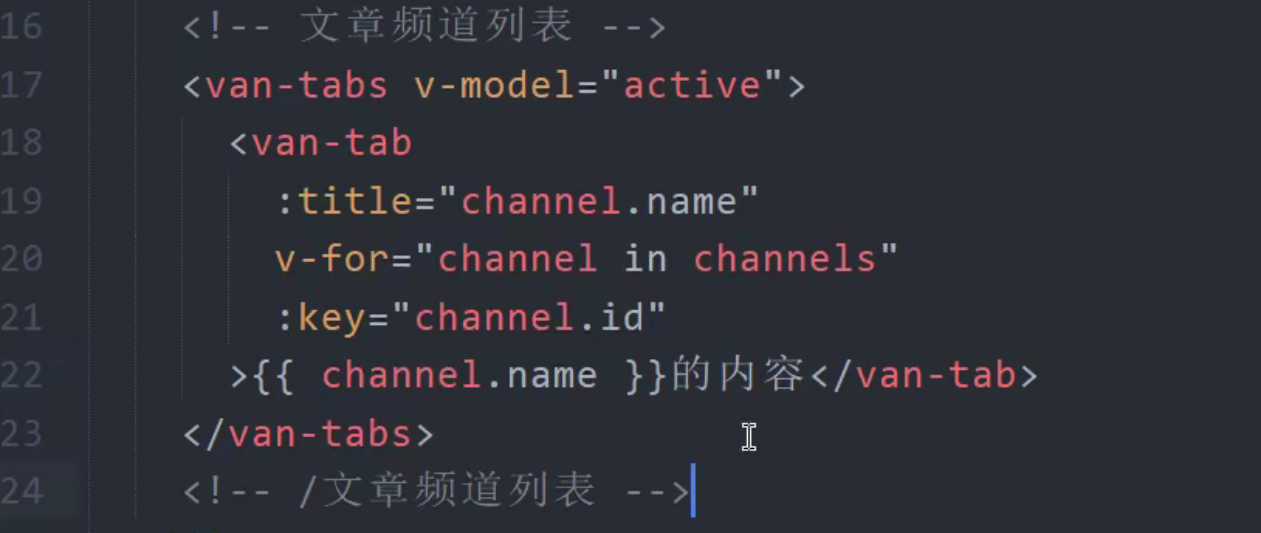 16 <!-- 文章频道列表 -->
17 <van-tabs v-model="active">
18 <van-tab
19 :title="channel.name"
20 v-for="channel in channels"
21 :key="channel.id"
22 >{{ channel.name }}的内容</van-tab>
23 </van-tabs>
24 <!-- /文章频道列表 -->